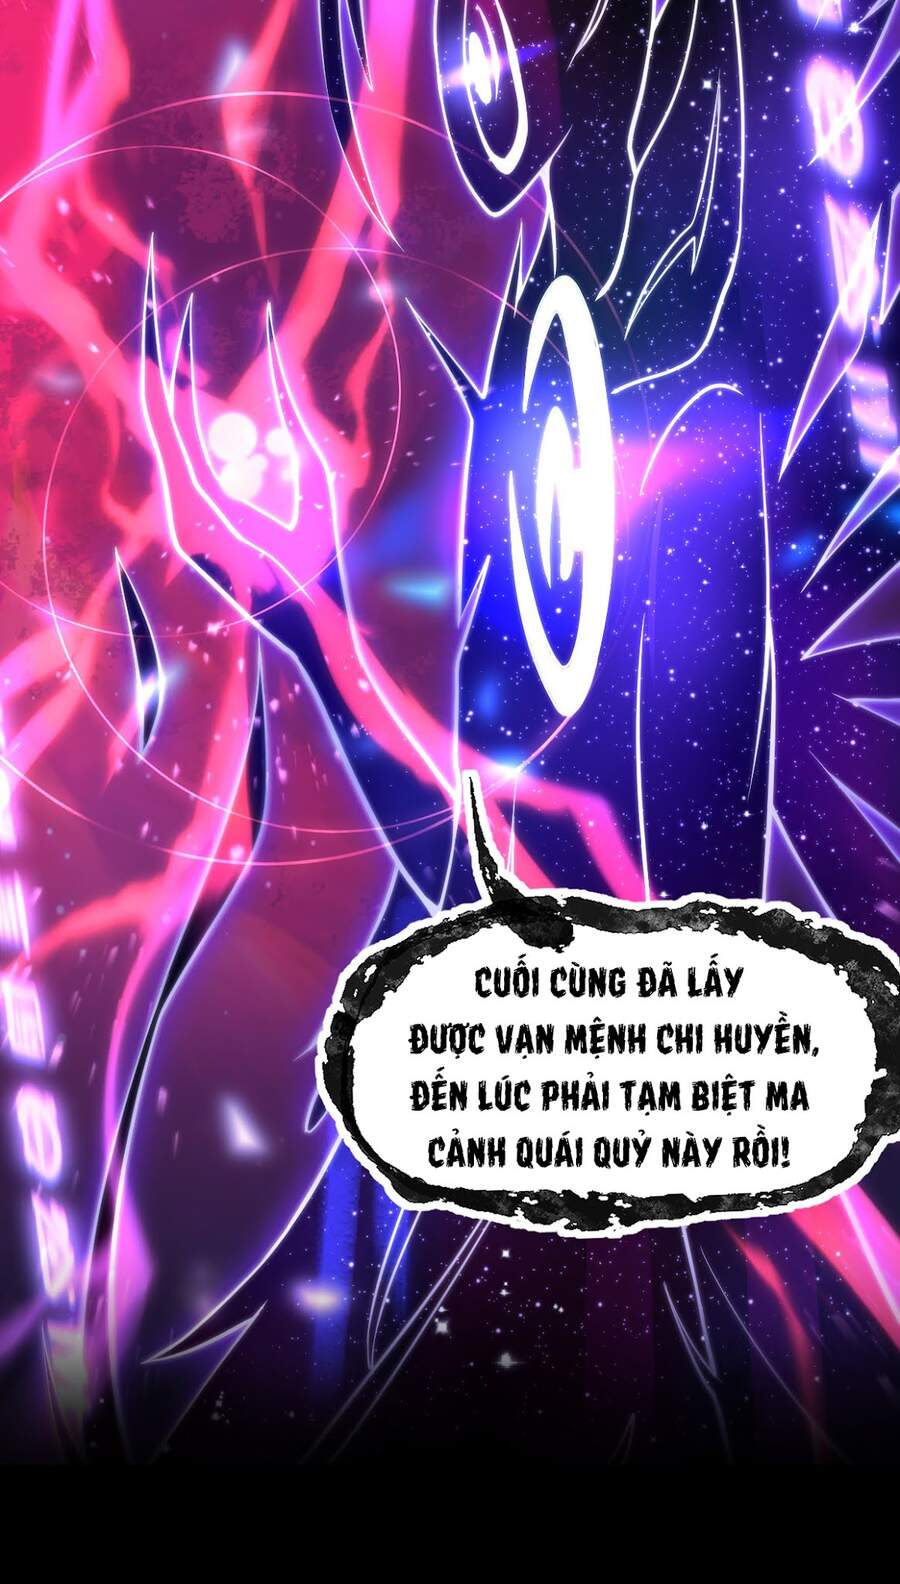 CUỐI CÙNG ĐÃ LẤY
ĐƯỢC VẠN MỆNH CHI HUYỀN,
ĐẾN LÚC PHẢI TẠM BIỆT MA
CẢNH QUÁI QUỶ NÀY RỒI!